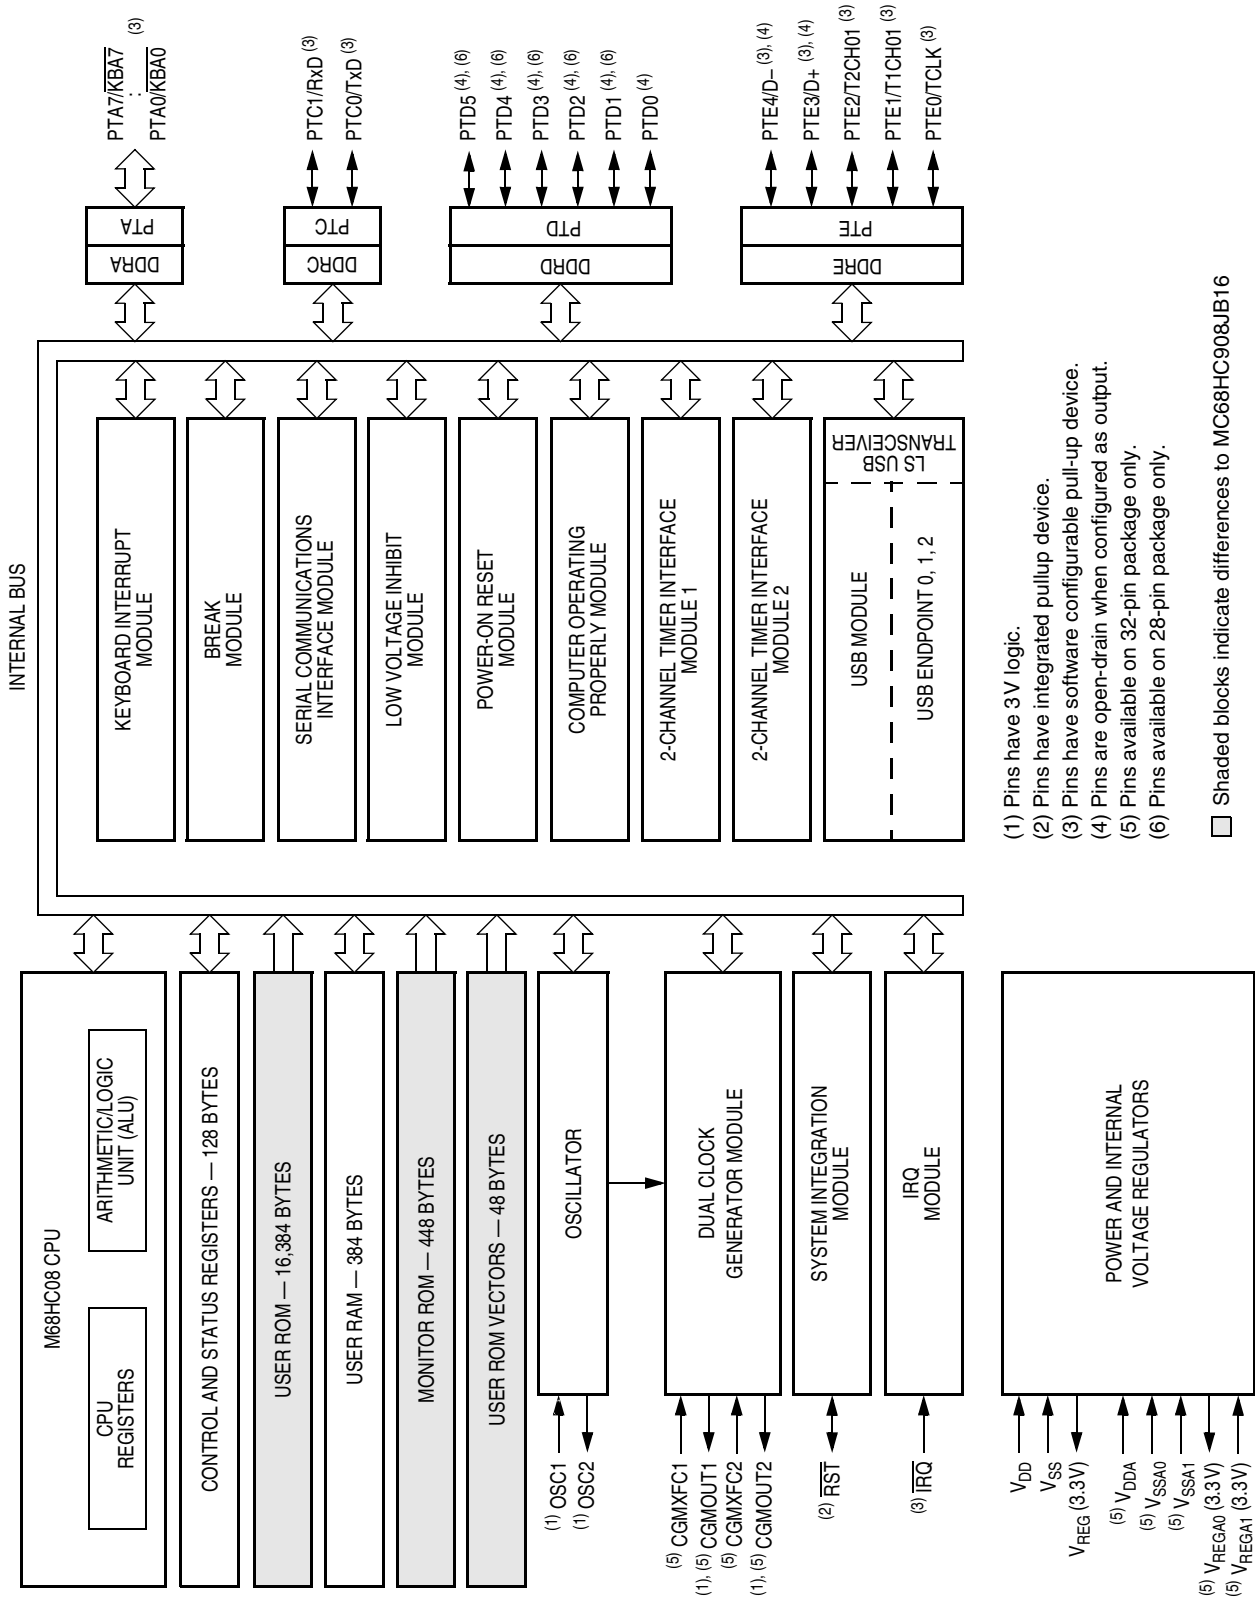 INTERNAL BUS
M68HC08 CPU
CPU
REGISTERS
ARITHMETIC/LOGIC
UNIT (ALU)
CONTROL AND STATUS REGISTERS — 128 BYTES
USER ROM — 16,384 BYTES
USER RAM — 384 BYTES
MONITOR ROM — 448 BYTES
USER ROM VECTORS — 48 BYTES
(1) OSC1
(1) OSC2
OSCILLATOR
(5) CGMXFC1
(1), (5) CGMOUT1
(5) CGMXFC2
(1), (5) CGMOUT2
DUAL CLOCK
GENERATOR MODULE
(2) RST
SYSTEM INTEGRATION
MODULE
(3) IRQ
IRQ
MODULE
VDD
VSS
VREG (3.3 V)
(5) VDDA
(5) VSSA0
(5) VSSA1
(5) VREGA0 (3.3 V)
(5) VREGA1 (3.3 V)
POWER AND INTERNAL
VOLTAGE REGULATORS
KEYBOARD INTERRUPT
MODULE
BREAK
MODULE
SERIAL COMMUNICATIONS
INTERFACE MODULE
LOW VOLTAGE INHIBIT
MODULE
POWER-ON RESET
MODULE
COMPUTER OPERATING
PROPERLY MODULE
2-CHANNEL TIMER INTERFACE
MODULE 1
2-CHANNEL TIMER INTERFACE
MODULE 2
USB MODULE
USB ENDPOINT 0, 1, 2
LS USB
TRANSCEIVER
DDRA
PTA
PTA7/KBA7
:
PTA0/KBA0
(3)
DDRC
PTC
PTC1/RxD (3)
PTC0/TxD (3)
DDRD
PTD
PTD5 (4), (6)
PTD4 (4), (6)
PTD3 (4), (6)
PTD2 (4), (6)
PTD1 (4), (6)
PTD0 (4)
DDRE
PTE
PTE4/D– (3), (4)
PTE3/D+ (3), (4)
PTE2/T2CH01 (3)
PTE1/T1CH01 (3)
PTE0/TCLK (3)
(1) Pins have 3 V logic.
(2) Pins have integrated pullup device.
(3) Pins have software configurable pull-up device.
(4) Pins are open-drain when configured as output.
(5) Pins available on 32-pin package only.
(6) Pins available on 28-pin package only.
Shaded blocks indicate differences to MC68HC908JB16